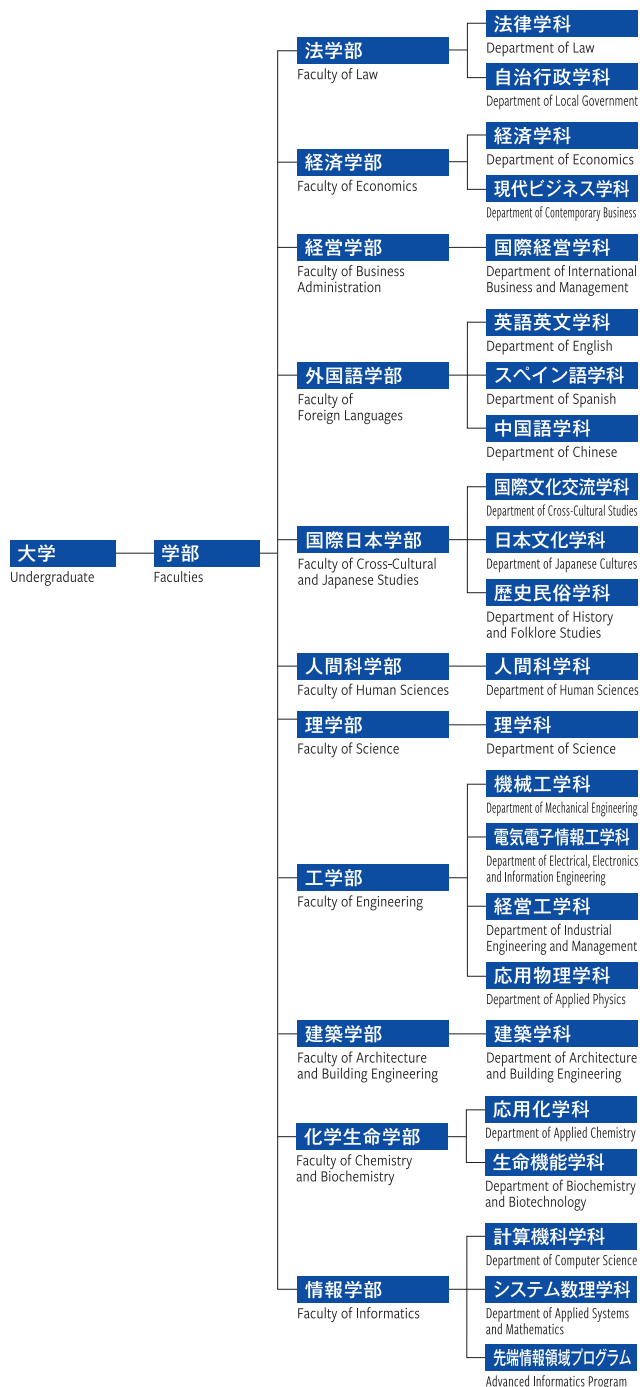 大学
Undergraduate
学部
Faculties
法学部
Faculty of Law
法律学科
Department of Law
自治行政学科
Department of Local Government
経済学部
Faculty of Economics
経済学科
Department of Economics
現代ビジネス学科
Department of Contemporary Business
経営学部
Faculty of Business
Administration
国際経営学科
Department of International
Business and Management
外国語学部
Faculty of
Foreign Languages
英語英文学科
Department of English
スペイン語学科
Department of Spanish
中国語学科
Department of Chinese
国際日本学部
Faculty of Cross-Cultural
and Japanese Studies
国際文化交流学科
Department of Cross-Cultural Studies
日本文化学科
Department of Japanese Cultures
歴史民俗学科
Department of History
and Folklore Studies
人間科学部
Faculty of Human Sciences
人間科学科
Department of Human Sciences
理学部
Faculty of Science
理学科
Department of Science
工学部
Faculty of Engineering
機械工学科
Department of Mechanical Engineering
電気電子情報工学科
Department of Electrical, Electronics
and Information Engineering
経営工学科
Department of Industrial
Engineering and Management
応用物理学科
Department of Applied Physics
建築学部
Faculty of Architecture
and Building Engineering
建築学科
Department of Architecture
and Building Engineering
化学生命学部
Faculty of Chemistry
and Biochemistry
応用化学科
Department of Applied Chemistry
生命機能学科
Department of Biochemistry
and Biotechnology
情報学部
Faculty of Informatics
計算機科学科
Department of Computer Science
システム数理学科
Department of Applied Systems
and Mathematics
先端情報領域プログラム
Advanced Informatics Program